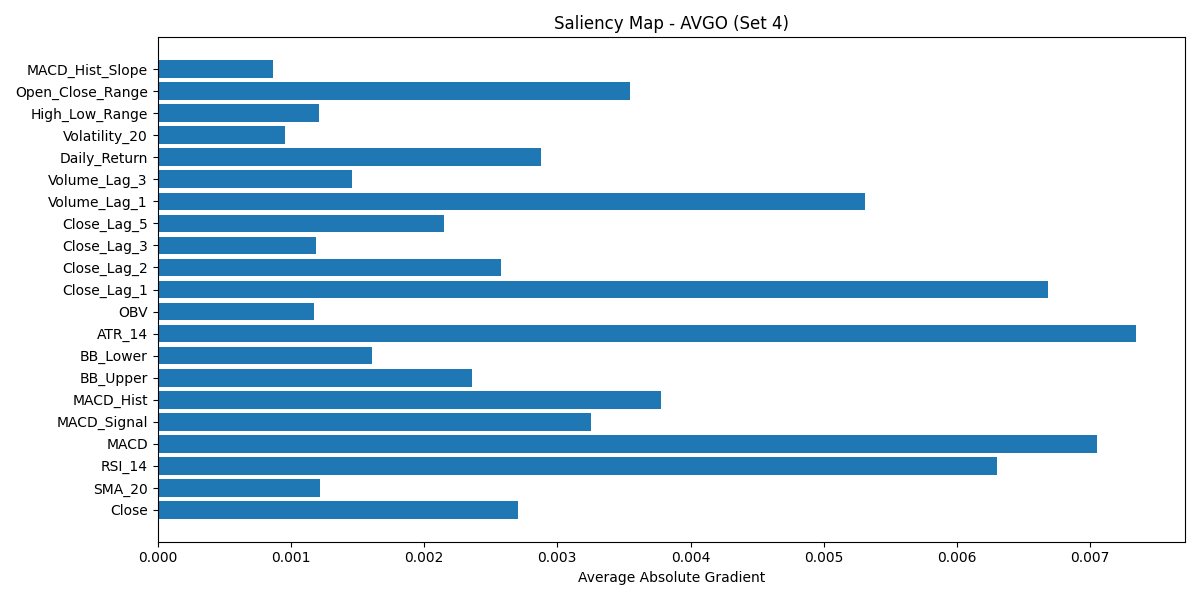 Saliency Map - AVGO (Set 4)
MACD_Hist_Slope
Open_Close_Range
High_Low_Range
Volatility_20
Daily_Return
Volume_Lag_3
Volume_Lag_1
Close_Lag_5
Close_Lag_3
Close_Lag_2
Close_Lag_1
OBV
ATR_14
BB_Lower
BB_Upper
MACD_Hist
MACD_Signal
MACD
RSI_14
SMA_20
Close
0.000 0.001 0.002 0.003 0.004 0.005 0.006 0.007
Average Absolute Gradient